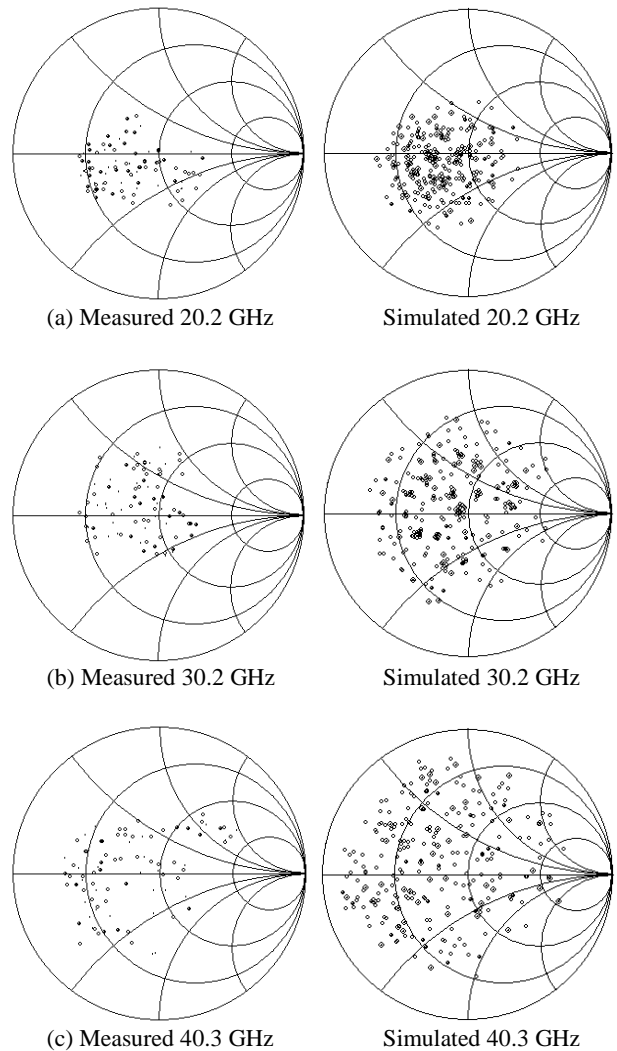 (a) Measured 20.2 GHz Simulated 20.2 GHz
(b) Measured 30.2 GHz Simulated 30.2 GHz
(c) Measured 40.3 GHz Simulated 40.3 GHz